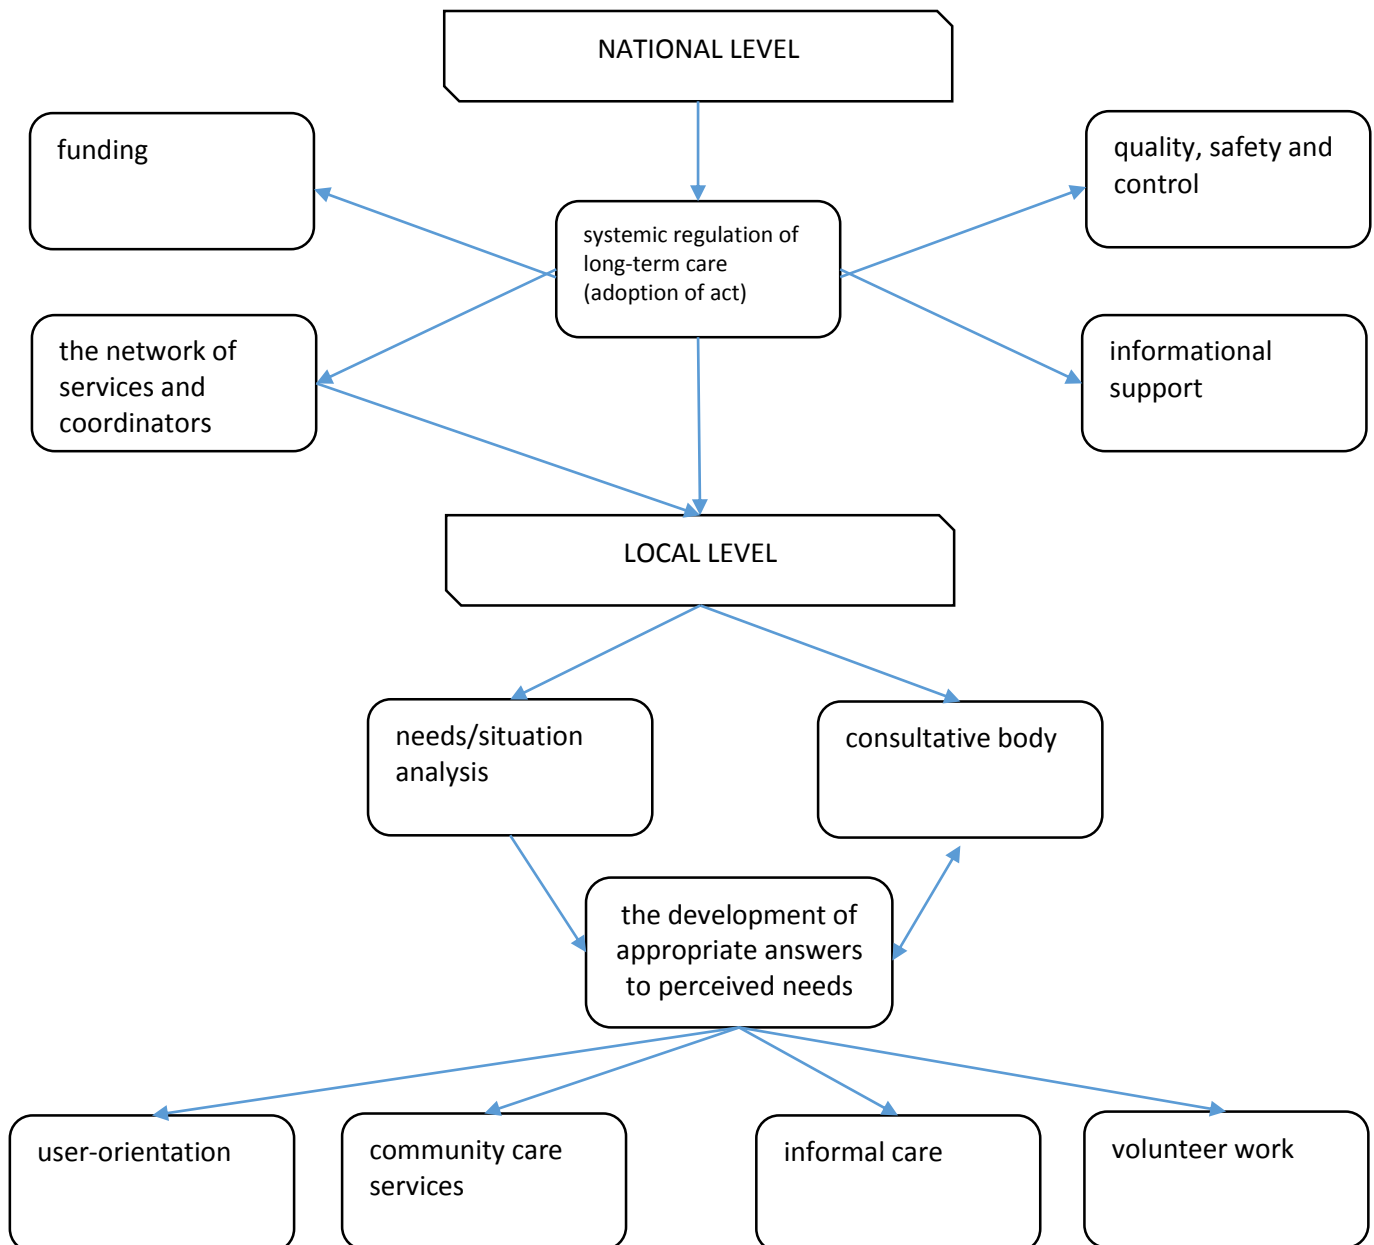 NATIONAL LEVEL
funding
quality, safety and
control
systemic regulation of
long-term care
(adoption of act)
the network of
services and
coordinators
informational
support
LOCAL LEVEL
needs/situation
analysis
consultative body
the development of
appropriate answers
to perceived needs
user-orientation
community care
services
informal care
volunteer work